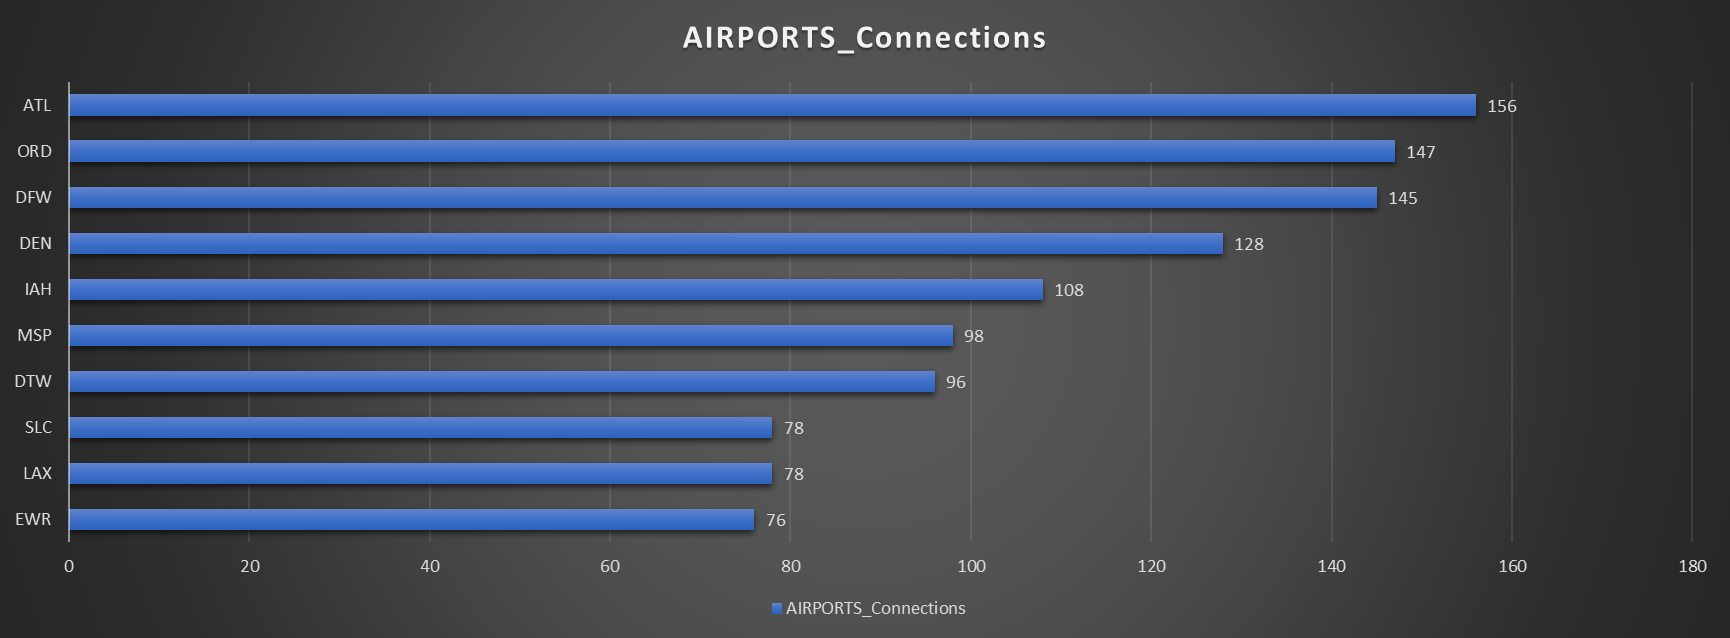 AIRPORTS_Connections
ATL 156
ORD 147
DFW 145
DEN 128
IAH 108
MSP 98
DTW 96
SLC 78
LAX 78
EWR 76
0 20 40 60 80 100 120 140 160 180
AIRPORTS_Connections